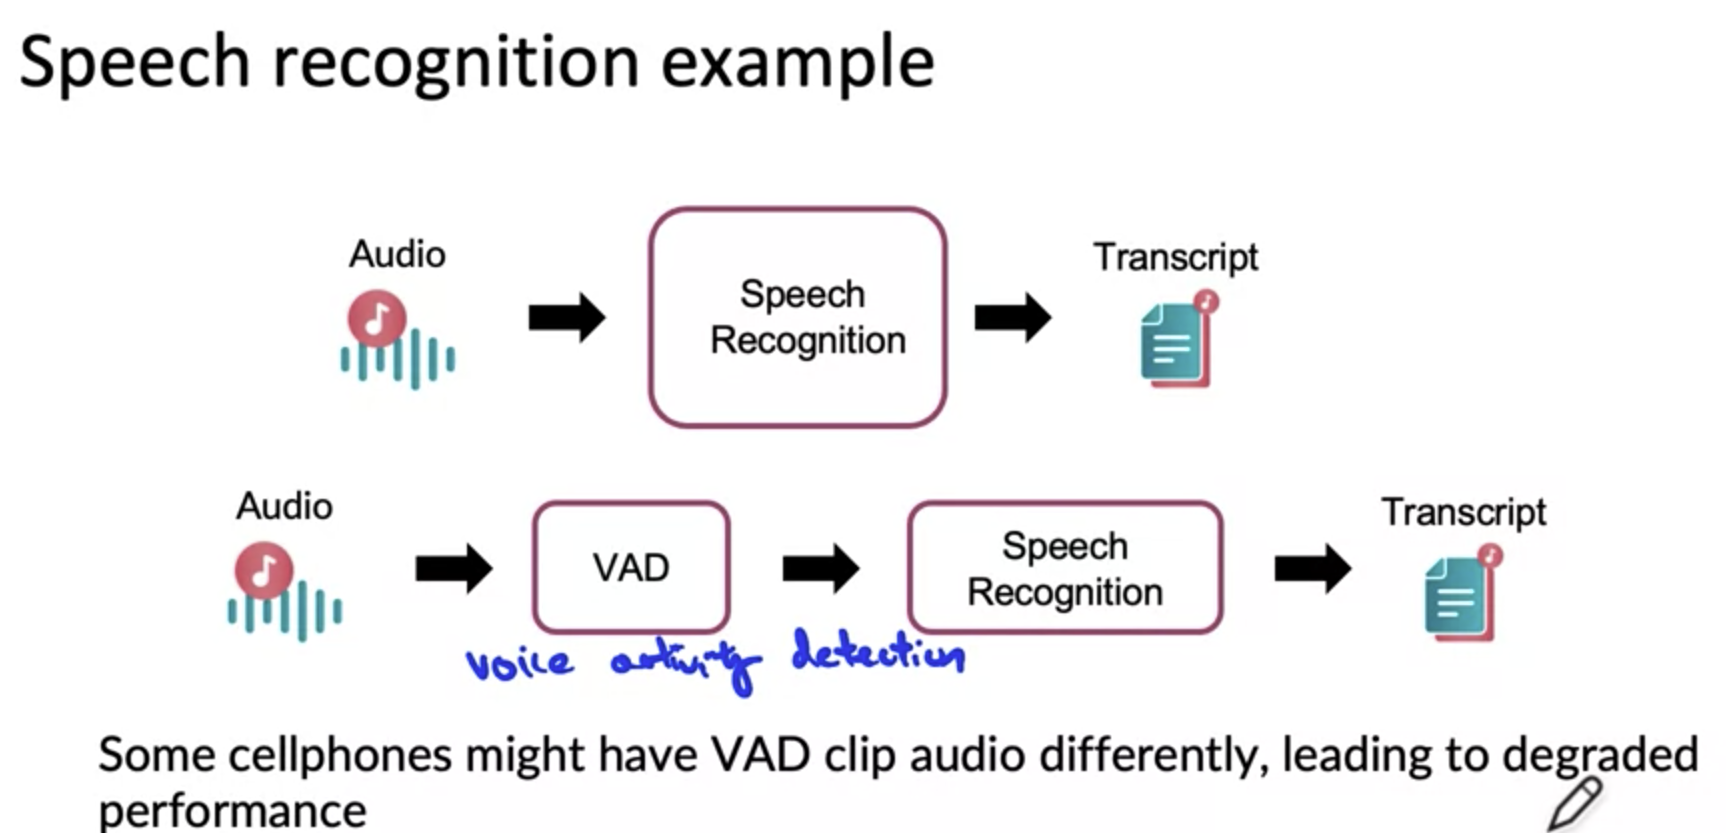 Speech recognition example
Audio
Speech
Recognition
Transcript
Audio
VAD
Speech
Recognition
Transcript
voice activity detection
Some cellphones might have VAD clip audio differently, leading to degraded
performance